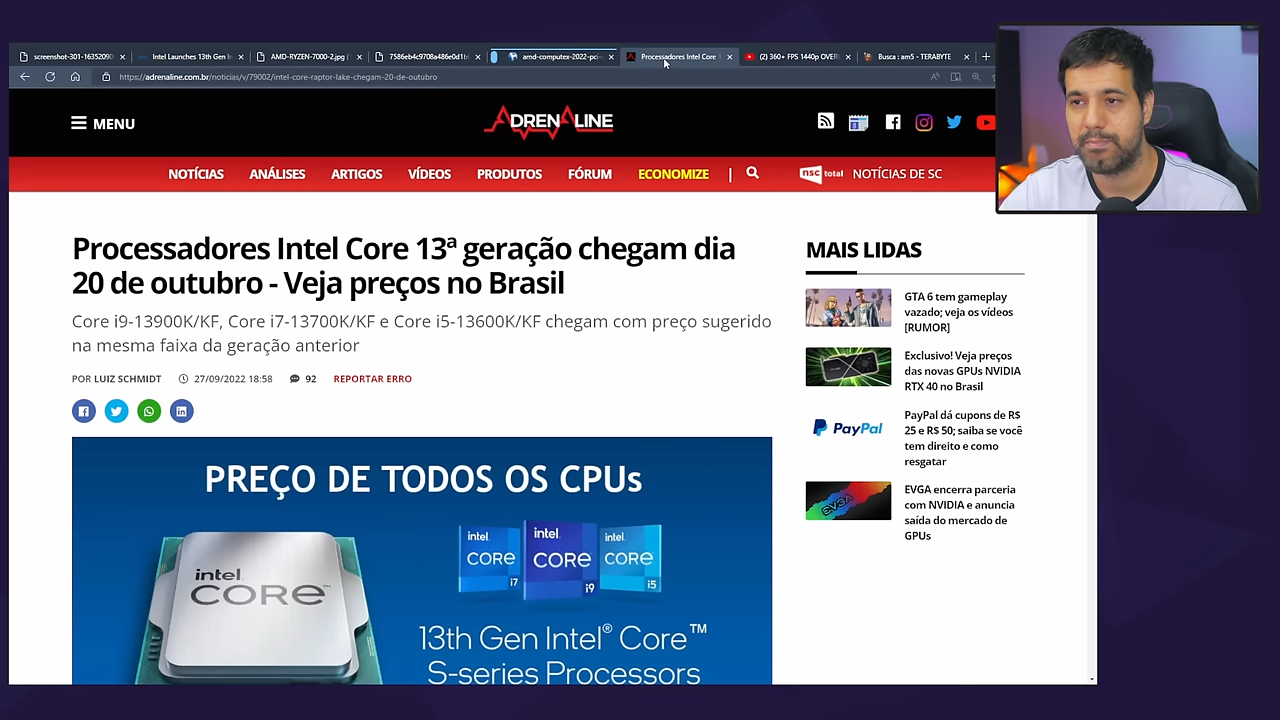 screenshot-301-16352090
Intel Launches 13th Gen In
AMD-RYZEN-7000-2.jpg (
7586eb4c9708a486e0d1b
amd-computex-2022-pci-
Processadores Intel Core 1
(2) 360+ FPS 1440p OVER
Busca : am5 - TERABYTE
https://adrenaline.com.br/noticias/v/79002/intel-core-raptor-lake-chegam-20-de-outubro
MENU
ADRENALINE
NOTÍCIAS ANÁLISES ARTIGOS VÍDEOS PRODUTOS FÓRUM ECONOMIZE | nsc total NOTÍCIAS DE SC
Processadores Intel Core 13ª geração chegam dia
20 de outubro - Veja preços no Brasil
Core i9-13900K/KF, Core i7-13700K/KF e Core i5-13600K/KF chegam com preço sugerido
na mesma faixa da geração anterior
POR LUIZ SCHMIDT 27/09/2022 18:58 92 REPORTAR ERRO
PREÇO DE TODOS OS CPUs
intel
CORE™
intel
CORE
i7
intel
CORE
i9
intel
CORE
i5
13th Gen Intel® Core™
S-series Processors
MAIS LIDAS
GTA 6 tem gameplay
vazado; veja os vídeos
[RUMOR]
Exclusivo! Veja preços
das novas GPUs NVIDIA
RTX 40 no Brasil
PayPal
PayPal dá cupons de R$
25 e R$ 50; saiba se você
tem direito e como
resgatar
EVGA
EVGA encerra parceria
com NVIDIA e anuncia
saída do mercado de
GPUs